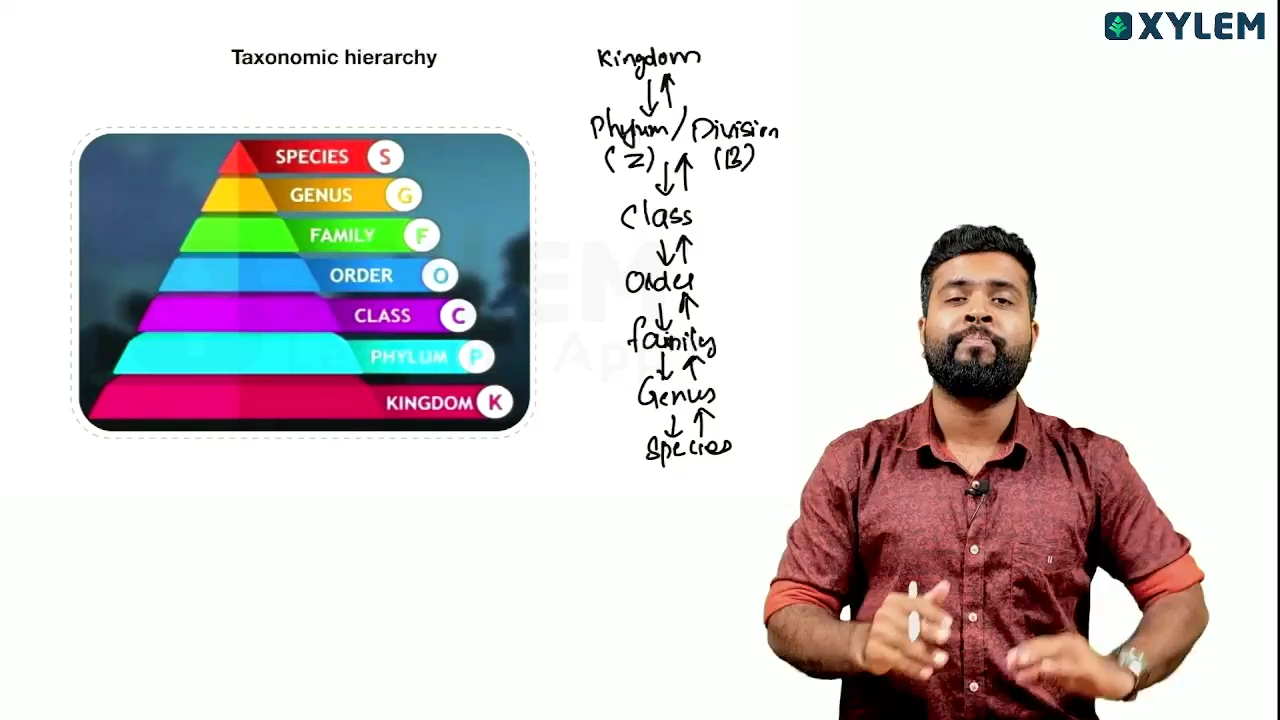 XYLEM
Taxonomic hierarchy
SPECIES S
GENUS G
FAMILY F
ORDER O
CLASS C
PHYLUM P
KINGDOM K
Kingdom
Phylum/Division
(Z) (B)
Class
Order
family
Genus
Species